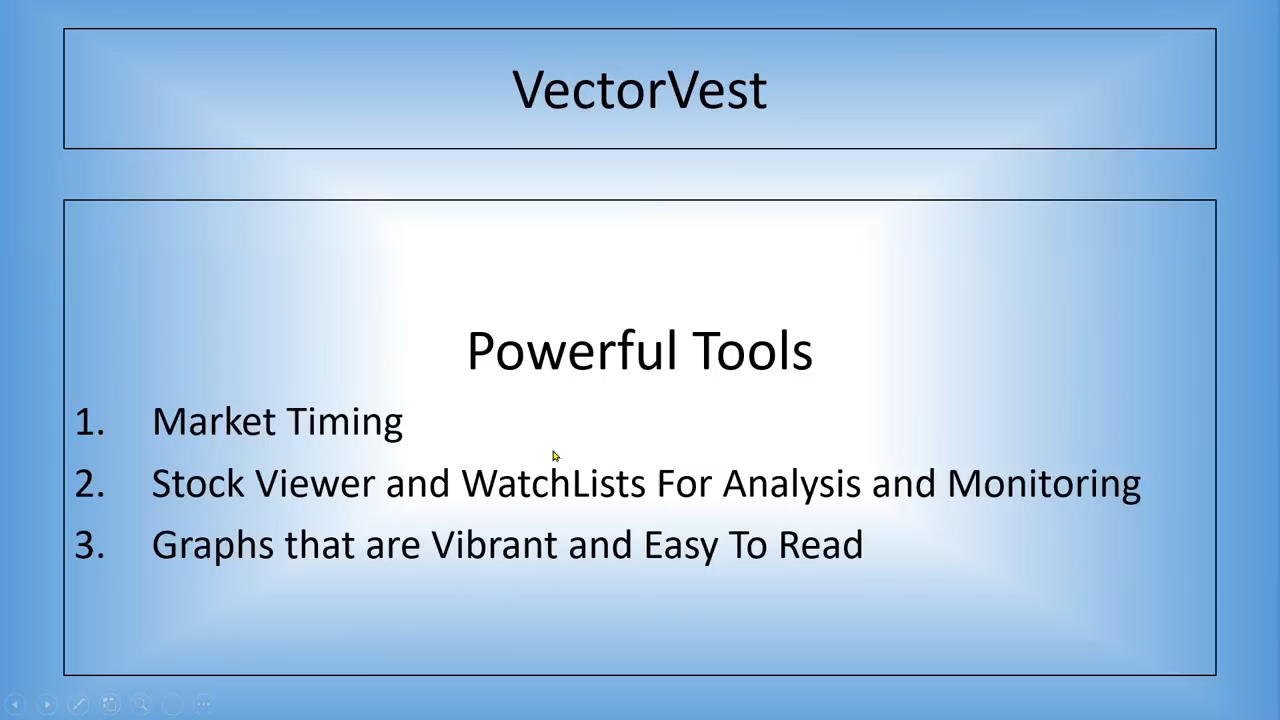 VectorVest
Powerful Tools
1. Market Timing
2. Stock Viewer and WatchLists For Analysis and Monitoring
3. Graphs that are Vibrant and Easy To Read